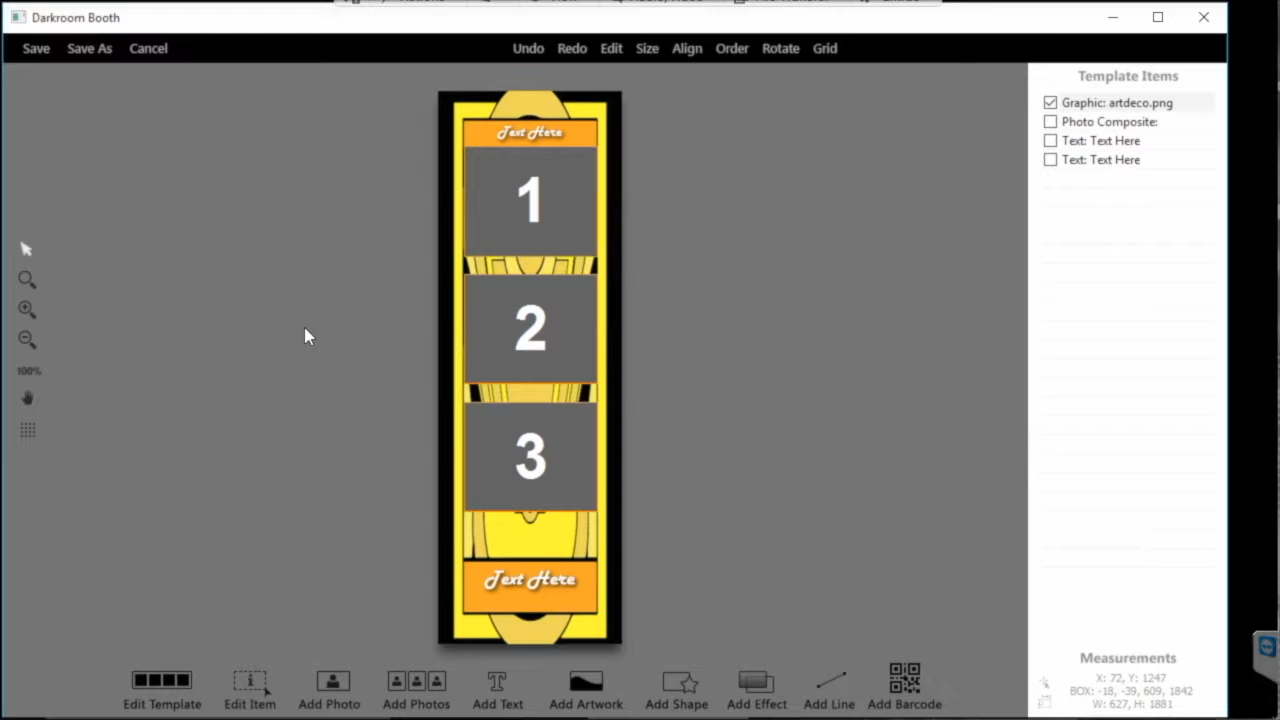 Darkroom Booth
Save Save As Cancel Undo Redo Edit Size Align Order Rotate Grid
Template Items
Graphic: artdeco.png
Photo Composite:
Text: Text Here
Text: Text Here
Text Here
1
2
3
Text Here
100%
Edit Template Edit Item Add Photo Add Photos Add Text Add Artwork Add Shape Add Effect Add Line Add Barcode
Measurements
X: 72, Y: 1247
BOX: -18, -39, 609, 1842
W: 627, H: 1881